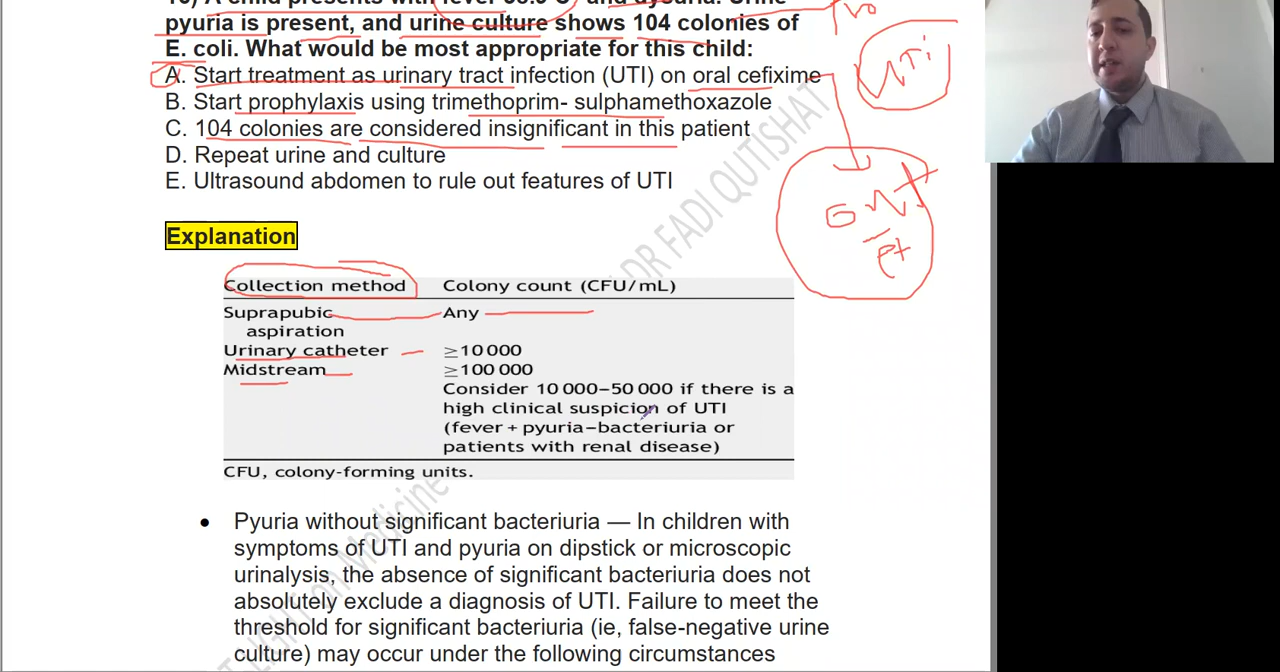 pyuria is present, and urine culture shows 104 colonies of
E. coli. What would be most appropriate for this child:
A. Start treatment as urinary tract infection (UTI) on oral cefixime
B. Start prophylaxis using trimethoprim- sulphamethoxazole
C. 104 colonies are considered insignificant in this patient
D. Repeat urine and culture
E. Ultrasound abdomen to rule out features of UTI
UTi
Explanation
Collection method Colony count (CFU/mL)
Suprapubic aspiration Any
Urinary catheter ≥10 000
Midstream ≥100 000
Consider 10 000–50 000 if there is a
high clinical suspicion of UTI
(fever + pyuria–bacteriuria or
patients with renal disease)
CFU, colony-forming units.
• Pyuria without significant bacteriuria — In children with
symptoms of UTI and pyuria on dipstick or microscopic
urinalysis, the absence of significant bacteriuria does not
absolutely exclude a diagnosis of UTI. Failure to meet the
threshold for significant bacteriuria (ie, false-negative urine
culture) may occur under the following circumstances
DR FADI QUTISHAT